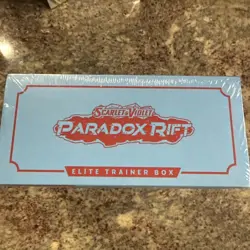 SCARLET & VIOLET
PARADOX RIFT
ELITE TRAINER BOX